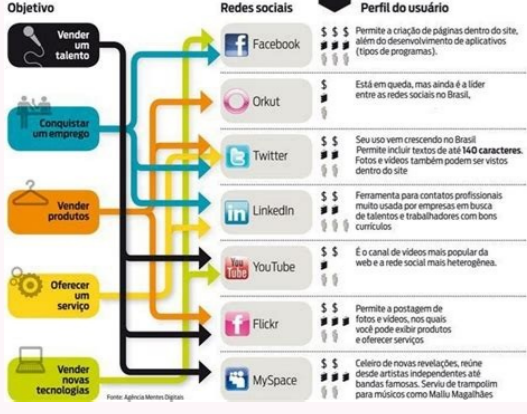 Objetivo
Redes sociais
Perfil do usuário
Vender
um
talento
Conquistar
um emprego
Vender
produtos
Oferecer
um
serviço
Vender
novas
tecnologias
Fonte: Agência Mentes Digitais
Facebook
$ $ $
Permite a criação de páginas dentro do site,
além do desenvolvimento de aplicativos
(tipos de programas).
Orkut
$
Está em queda, mas ainda é a líder
entre as redes sociais no Brasil,
Twitter
$ $
Seu uso vem crescendo no Brasil
Permite incluir textos de até 140 caracteres.
Fotos e vídeos também podem ser vistos
dentro do site
in LinkedIn
$ $
Ferramenta para contatos profissionais
muito usada por empresas em busca
de talentos e trabalhadores com bons
currículos
You
Tube
YouTube
$ $
É o canal de vídeos mais popular da
web e a rede social mais heterogênea.
f Flickr
$ $
Permite a postagem de
fotos e vídeos, nos quais
você pode exibir produtos
e oferecer serviços
MySpace
$ $
Celeiro de novas revelações, reúne
desde artistas independentes até
bandas famosas. Serviu de trampolim
para músicos como Mallu Magalhães